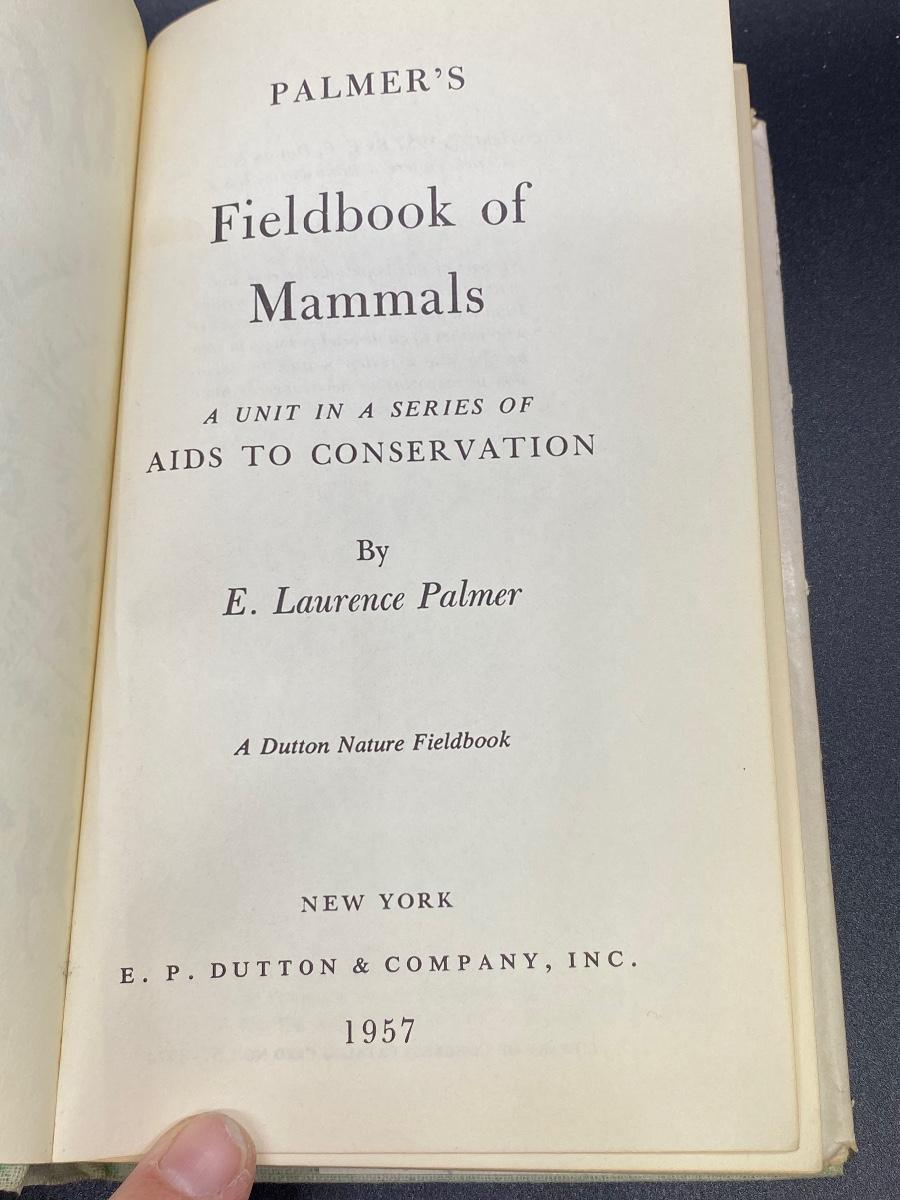 PALMER'S
Fieldbook of
Mammals
A UNIT IN A SERIES OF
AIDS TO CONSERVATION
By
E. Laurence Palmer
A Dutton Nature Fieldbook
NEW YORK
E. P. DUTTON & COMPANY, INC.
1957